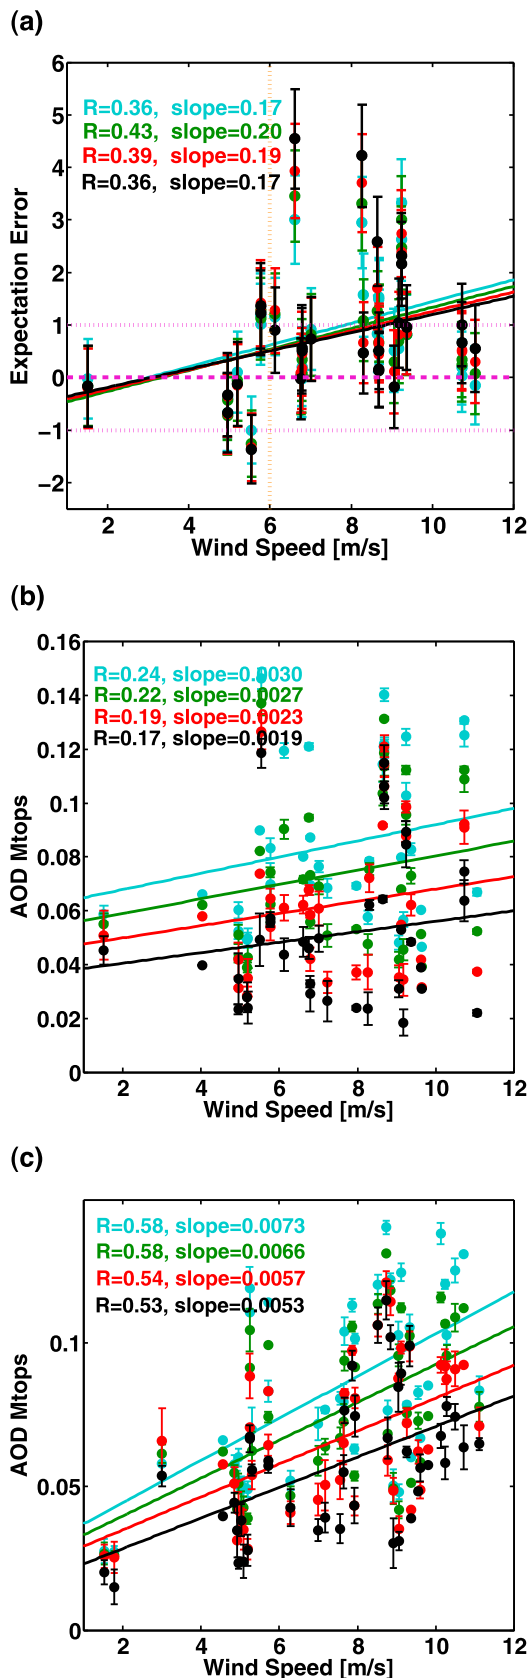 (a)
6
5
4
3
2
1
0
−1
−2
Expectation Error
R=0.36, slope=0.17
R=0.43, slope=0.20
R=0.39, slope=0.19
R=0.36, slope=0.17
2 4 6 8 10 12
Wind Speed [m/s]
(b)
0.16
0.14
0.12
0.1
0.08
0.06
0.04
0.02
AOD Mtops
R=0.24, slope=0.0030
R=0.22, slope=0.0027
R=0.19, slope=0.0023
R=0.17, slope=0.0019
2 4 6 8 10 12
Wind Speed [m/s]
(c)
0.1
0.05
0
AOD Mtops
R=0.58, slope=0.0073
R=0.58, slope=0.0066
R=0.54, slope=0.0057
R=0.53, slope=0.0053
2 4 6 8 10 12
Wind Speed [m/s]